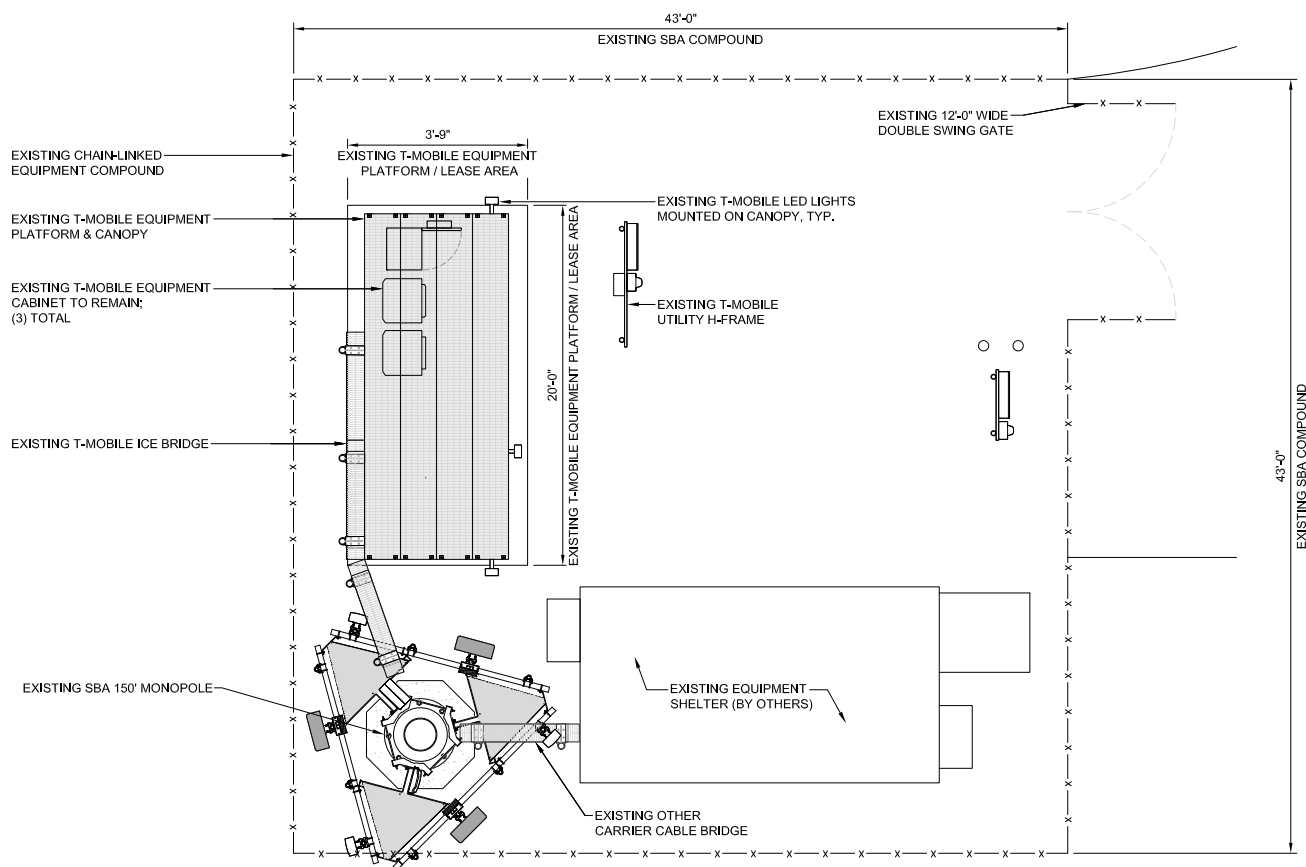 43'-0"
EXISTING SBA COMPOUND
EXISTING 12'-0" WIDE
DOUBLE SWING GATE
EXISTING CHAIN-LINKED
EQUIPMENT COMPOUND
3'-9"
EXISTING T-MOBILE EQUIPMENT
PLATFORM / LEASE AREA
EXISTING T-MOBILE LED LIGHTS
MOUNTED ON CANOPY, TYP.
EXISTING T-MOBILE EQUIPMENT
PLATFORM & CANOPY
EXISTING T-MOBILE EQUIPMENT
CABINET TO REMAIN;
(3) TOTAL
EXISTING T-MOBILE
UTILITY H-FRAME
20'-0"
EXISTING T-MOBILE EQUIPMENT PLATFORM / LEASE AREA
EXISTING T-MOBILE ICE BRIDGE
43'-0"
EXISTING SBA COMPOUND
EXISTING SBA 150' MONOPOLE
EXISTING EQUIPMENT
SHELTER (BY OTHERS)
EXISTING OTHER
CARRIER CABLE BRIDGE